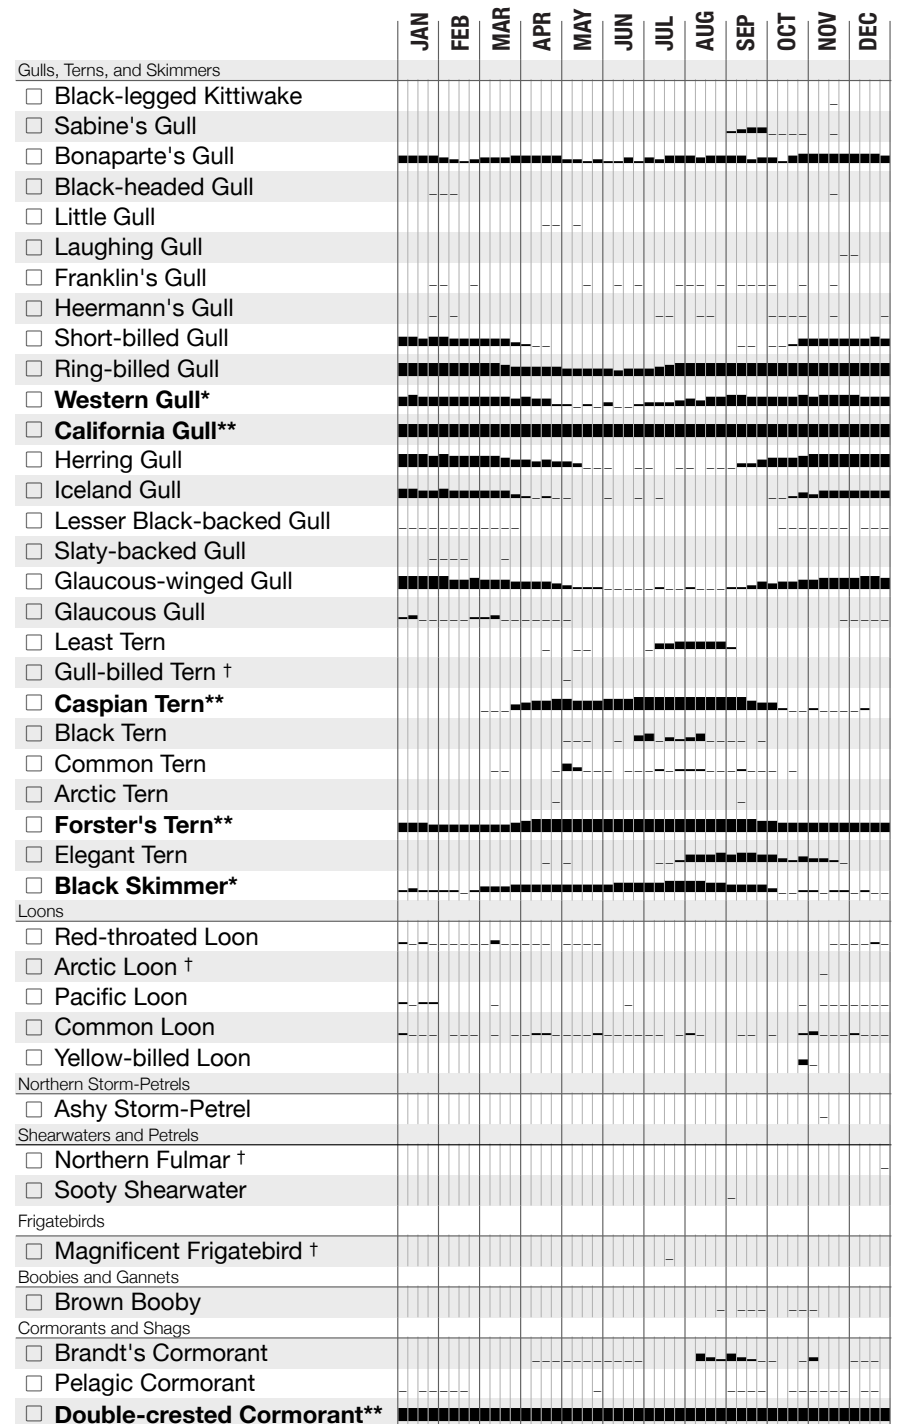 JAN FEB MAR APR MAY JUN JUL AUG SEP OCT NOV DEC
Gulls, Terns, and Skimmers
Black-legged Kittiwake
Sabine's Gull
Bonaparte's Gull
Black-headed Gull
Little Gull
Laughing Gull
Franklin's Gull
Heermann's Gull
Short-billed Gull
Ring-billed Gull
Western Gull*
California Gull**
Herring Gull
Iceland Gull
Lesser Black-backed Gull
Slaty-backed Gull
Glaucous-winged Gull
Glaucous Gull
Least Tern
Gull-billed Tern †
Caspian Tern**
Black Tern
Common Tern
Arctic Tern
Forster's Tern**
Elegant Tern
Black Skimmer*
Loons
Red-throated Loon
Arctic Loon †
Pacific Loon
Common Loon
Yellow-billed Loon
Northern Storm-Petrels
Ashy Storm-Petrel
Shearwaters and Petrels
Northern Fulmar †
Sooty Shearwater
Frigatebirds
Magnificent Frigatebird †
Boobies and Gannets
Brown Booby
Cormorants and Shags
Brandt's Cormorant
Pelagic Cormorant
Double-crested Cormorant**